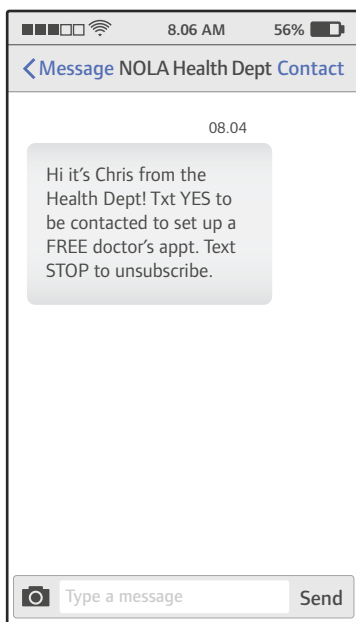 8.06 AM 56%
Message NOLA Health Dept Contact
08.04
Hi it’s Chris from the
Health Dept! Txt YES to
be contacted to set up a
FREE doctor’s appt. Text
STOP to unsubscribe.
Type a message Send